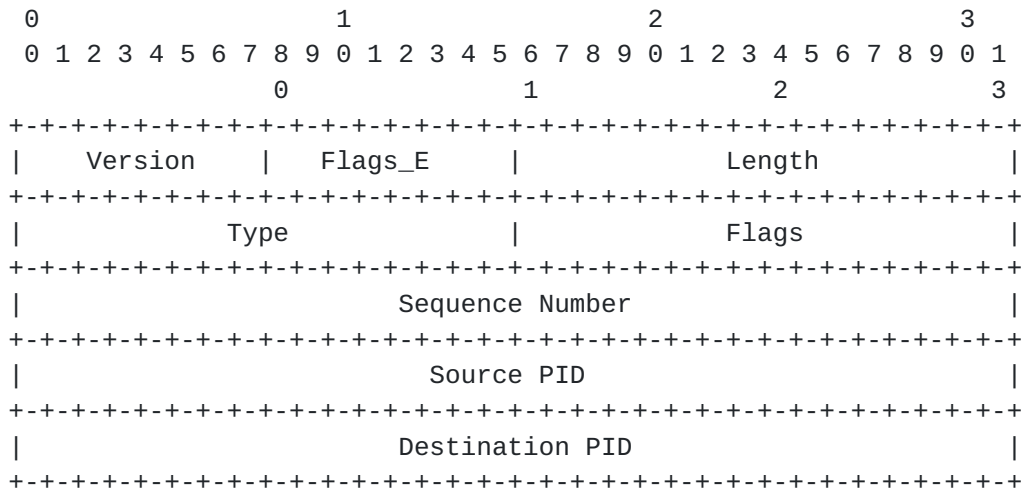 0                   1                   2                   3
0 1 2 3 4 5 6 7 8 9 0 1 2 3 4 5 6 7 8 9 0 1 2 3 4 5 6 7 8 9 0 1
                0               1               2             3
+-+-+-+-+-+-+-+-+-+-+-+-+-+-+-+-+-+-+-+-+-+-+-+-+-+-+-+-+-+-+-+-+
|    Version    |   Flags_E     |             Length            |
+-+-+-+-+-+-+-+-+-+-+-+-+-+-+-+-+-+-+-+-+-+-+-+-+-+-+-+-+-+-+-+-+
|             Type              |             Flags             |
+-+-+-+-+-+-+-+-+-+-+-+-+-+-+-+-+-+-+-+-+-+-+-+-+-+-+-+-+-+-+-+-+
|                        Sequence Number                        |
+-+-+-+-+-+-+-+-+-+-+-+-+-+-+-+-+-+-+-+-+-+-+-+-+-+-+-+-+-+-+-+-+
|                          Source PID                           |
+-+-+-+-+-+-+-+-+-+-+-+-+-+-+-+-+-+-+-+-+-+-+-+-+-+-+-+-+-+-+-+-+
|                        Destination PID                        |
+-+-+-+-+-+-+-+-+-+-+-+-+-+-+-+-+-+-+-+-+-+-+-+-+-+-+-+-+-+-+-+-+